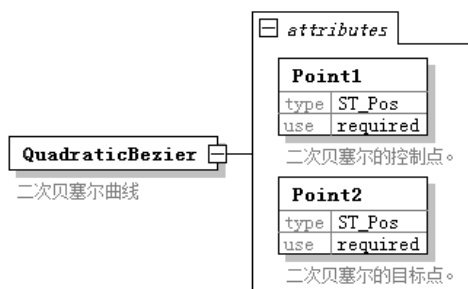 attributes
Point1
type ST_Pos
use required
二次贝塞尔的控制点。
QuadraticBezier
二次贝塞尔曲线
Point2
type ST_Pos
use required
二次贝塞尔的目标点。